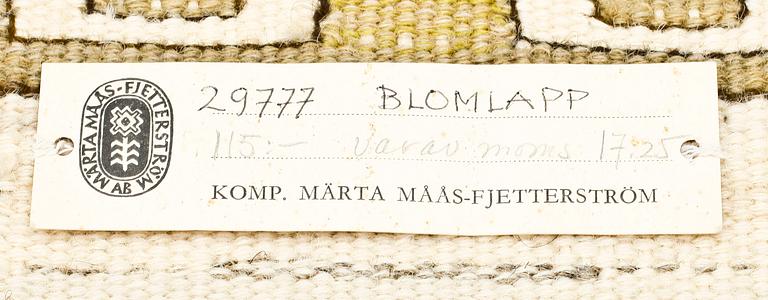 MÄRTA MÅÅS-FJETTERSTRÖM AB
29777 BLOMLAPP
115:- varav moms 17.25
KOMP. MÄRTA MÅÅS-FJETTERSTRÖM